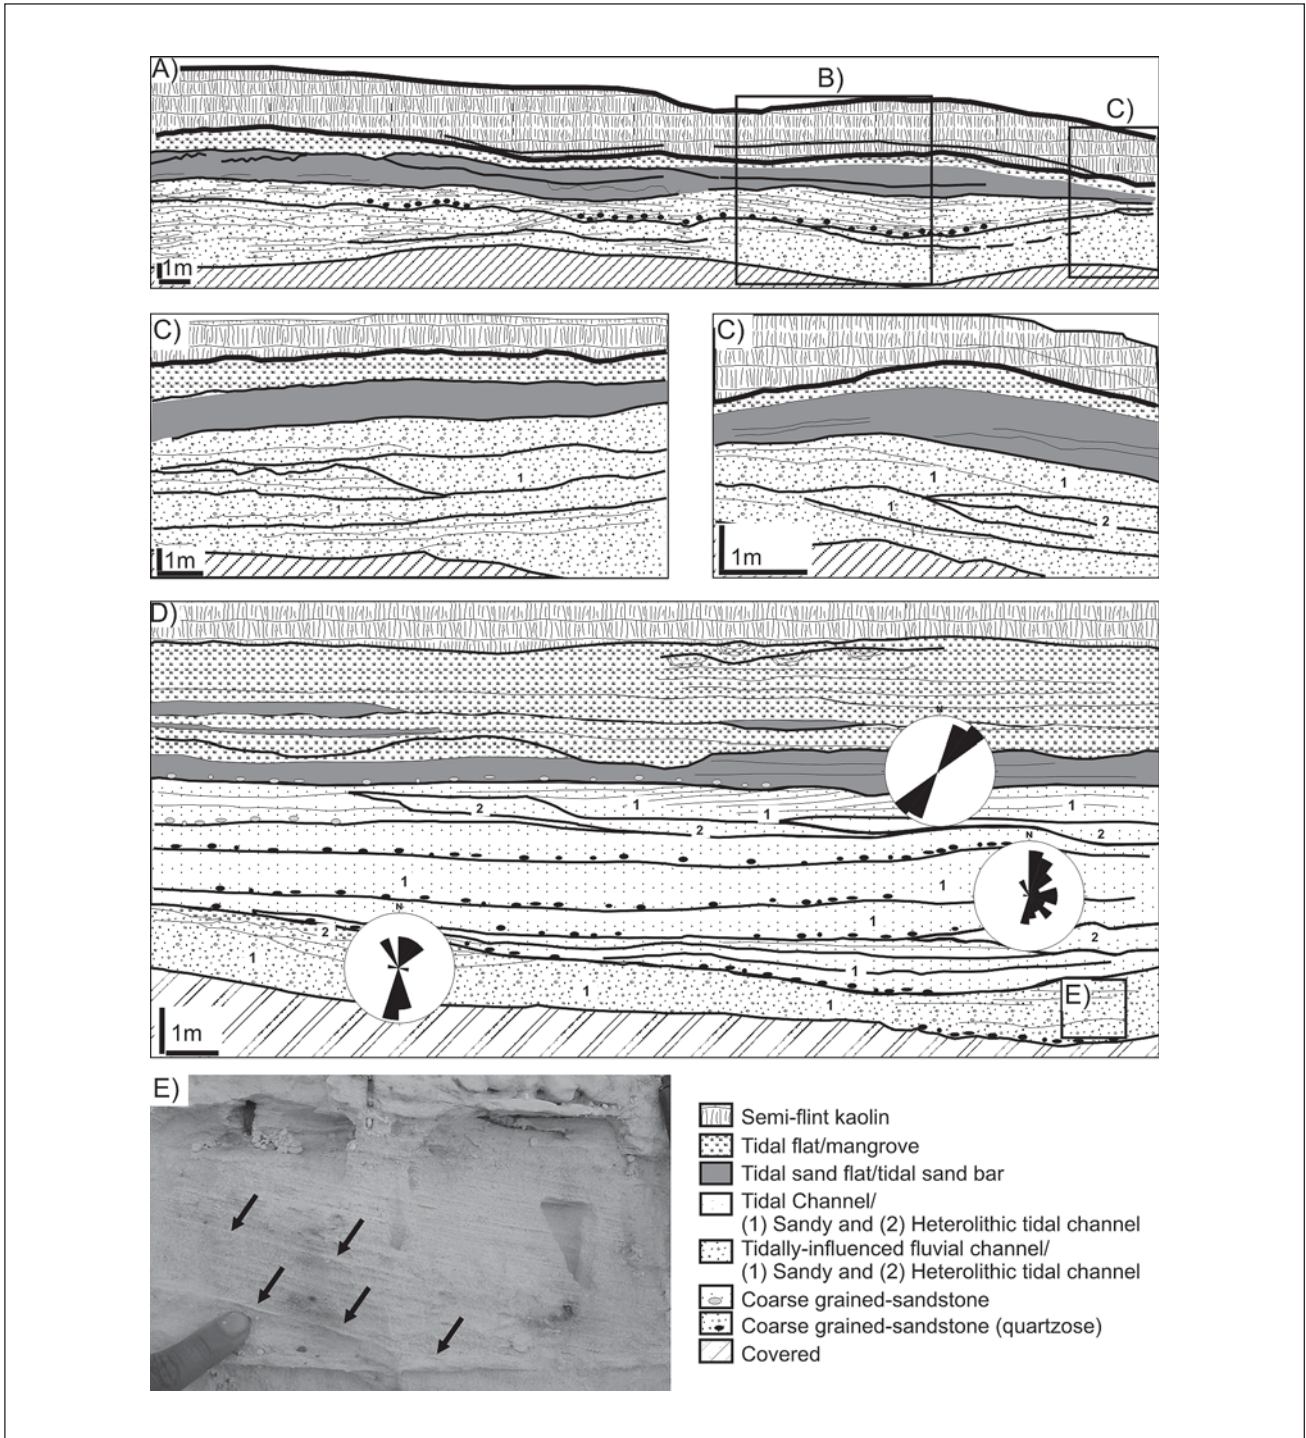 A)
B)
C)
?
1m
C)
1
1
1m
C)
1
1
1
2
1m
D)
N
2
1
1
1
2
2
N
1
1
N
1
2
2
1
1
1
1
E)
1m
E)
Semi-flint kaolin
Tidal flat/mangrove
Tidal sand flat/tidal sand bar
Tidal Channel/
(1) Sandy and (2) Heterolithic tidal channel
Tidally-influenced fluvial channel/
(1) Sandy and (2) Heterolithic tidal channel
Coarse grained-sandstone
Coarse grained-sandstone (quartzose)
Covered